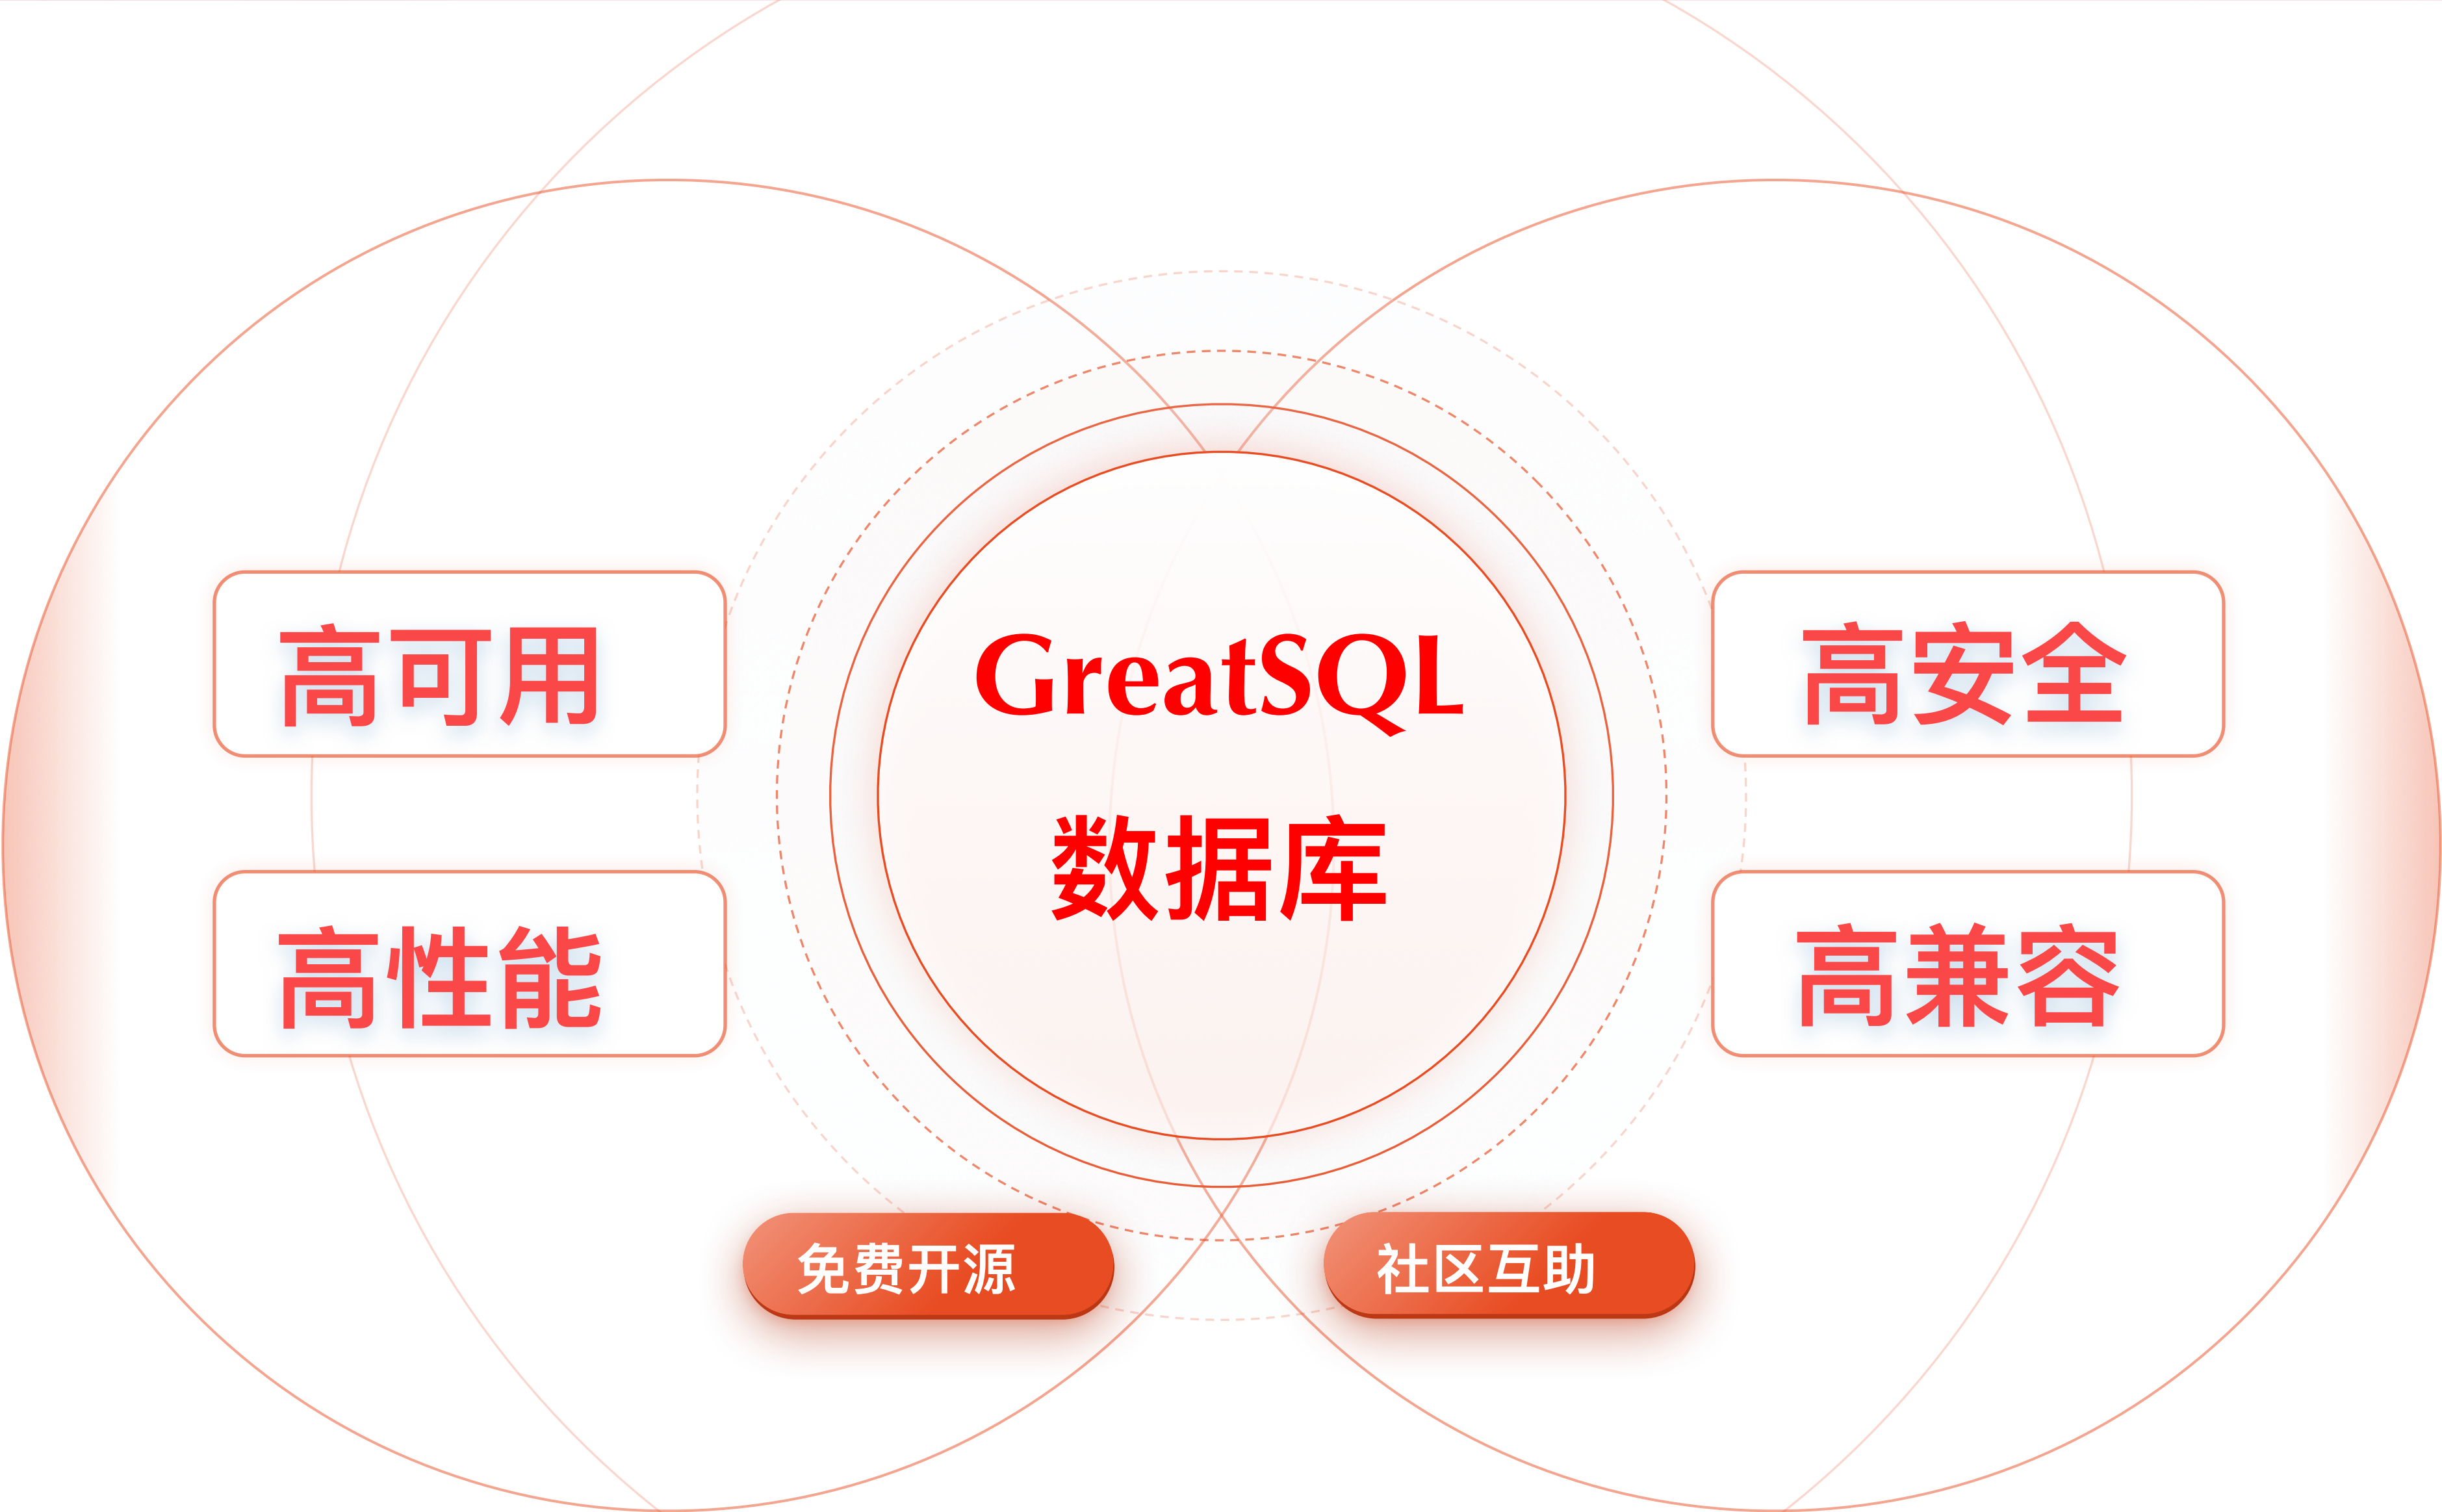 高可用
高性能
GreatSQL
数据库
高安全
高兼容
免费开源
社区互助